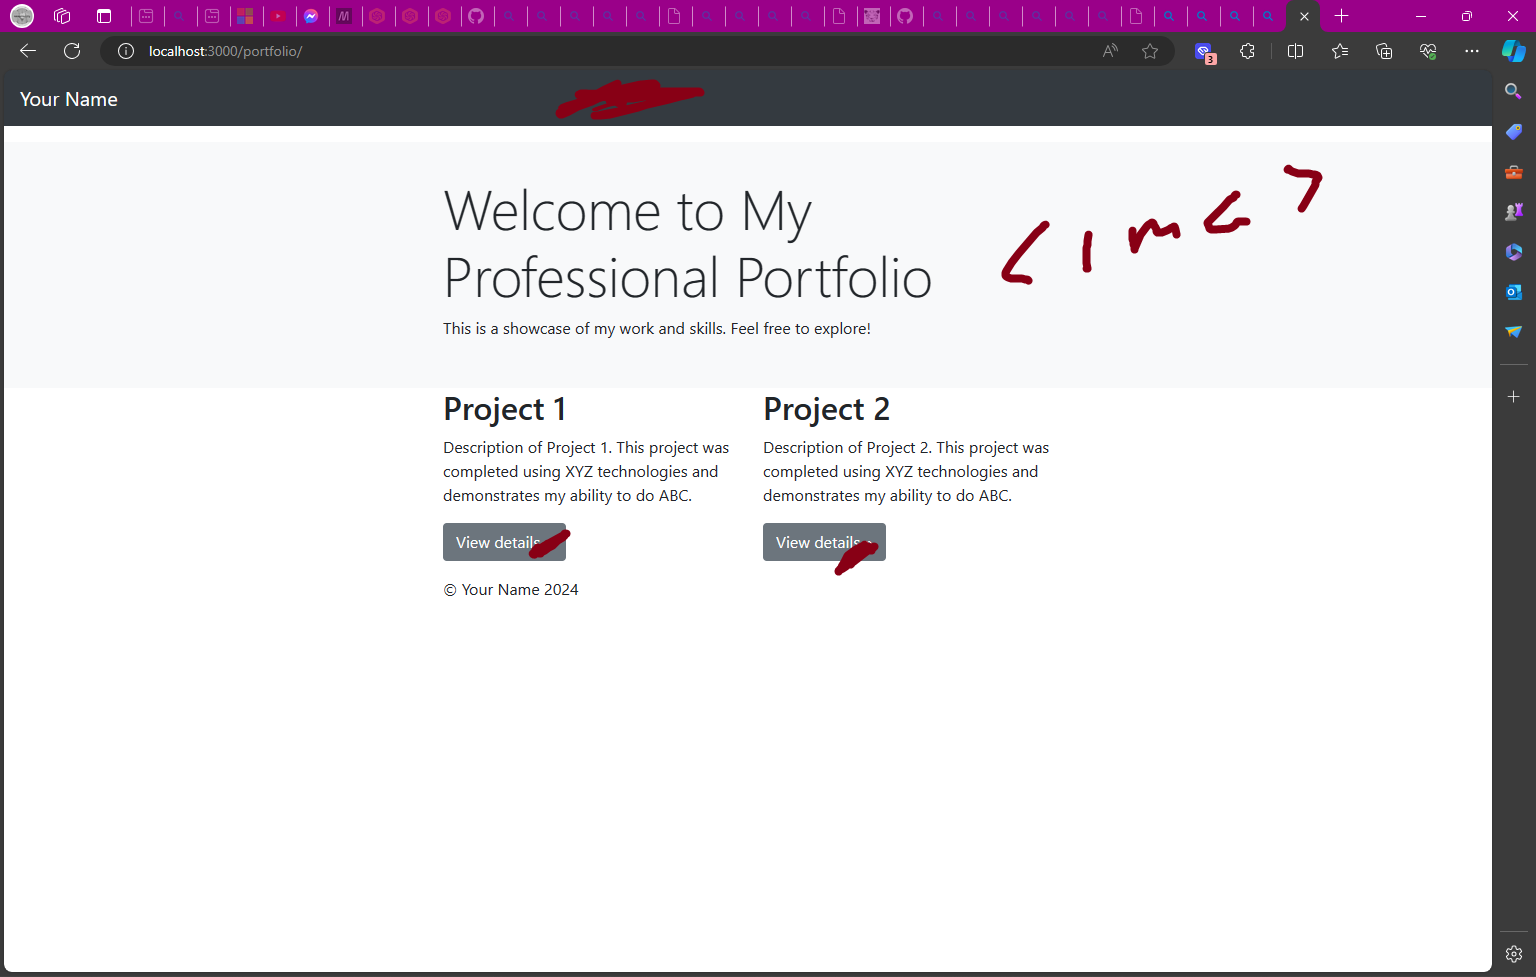 localhost:3000/portfolio/
3
Your Name
Welcome to My
Professional Portfolio
<IMG>
This is a showcase of my work and skills. Feel free to explore!
Project 1
Project 2
Description of Project 1. This project was
completed using XYZ technologies and
demonstrates my ability to do ABC.
Description of Project 2. This project was
completed using XYZ technologies and
demonstrates my ability to do ABC.
View details
View details »
© Your Name 2024